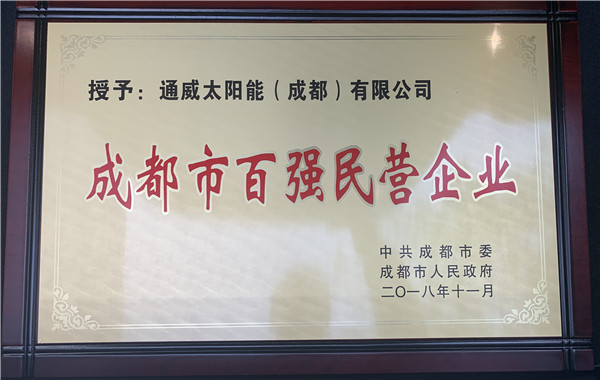 授予：通威太阳能（成都）有限公司
成都市百强民营企业
中共成都市委
成都市人民政府
二〇一八年十一月